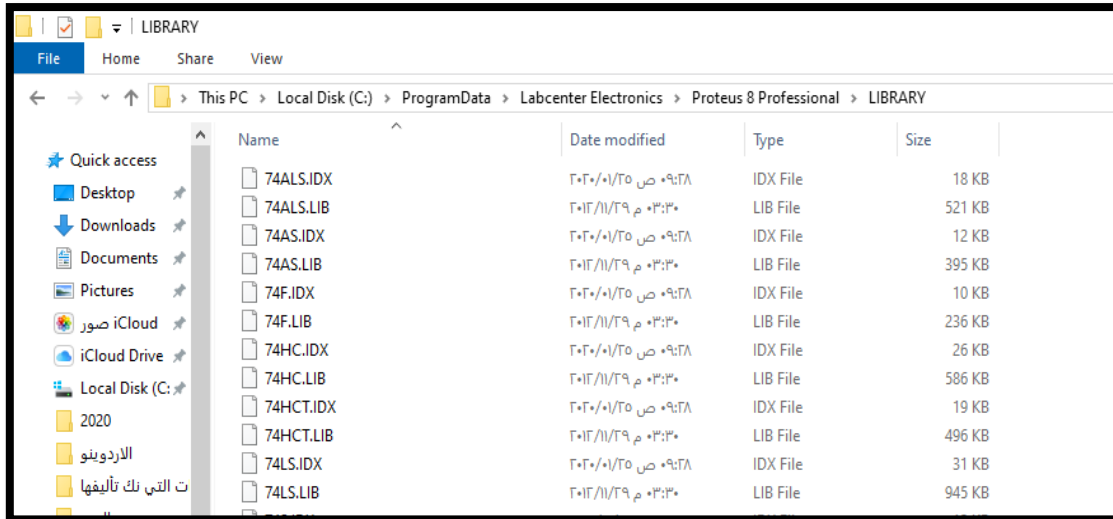 LIBRARY
File Home Share View
This PC > Local Disk (C:) > ProgramData > Labcenter Electronics > Proteus 8 Professional > LIBRARY
Quick access
Desktop
Downloads
Documents
Pictures
iCloud صور
iCloud Drive
Local Disk (C:
2020
الاردوينو
ت التي نك تأليفها
Name Date modified Type Size
74ALS.IDX ٠٩:٢٨ ص ٢٠٢٠/٠١/٢٥ IDX File 18 KB
74ALS.LIB ٠٣:٣٠ م ٢٠١٢/١١/٢٩ LIB File 521 KB
74AS.IDX ٠٩:٢٨ ص ٢٠٢٠/٠١/٢٥ IDX File 12 KB
74AS.LIB ٠٣:٣٠ م ٢٠١٢/١١/٢٩ LIB File 395 KB
74F.IDX ٠٩:٢٨ ص ٢٠٢٠/٠١/٢٥ IDX File 10 KB
74F.LIB ٠٣:٣٠ م ٢٠١٢/١١/٢٩ LIB File 236 KB
74HC.IDX ٠٩:٢٨ ص ٢٠٢٠/٠١/٢٥ IDX File 26 KB
74HC.LIB ٠٣:٣٠ م ٢٠١٢/١١/٢٩ LIB File 586 KB
74HCT.IDX ٠٩:٢٨ ص ٢٠٢٠/٠١/٢٥ IDX File 19 KB
74HCT.LIB ٠٣:٣٠ م ٢٠١٢/١١/٢٩ LIB File 496 KB
74LS.IDX ٠٩:٢٨ ص ٢٠٢٠/٠١/٢٥ IDX File 31 KB
74LS.LIB ٠٣:٣٠ م ٢٠١٢/١١/٢٩ LIB File 945 KB